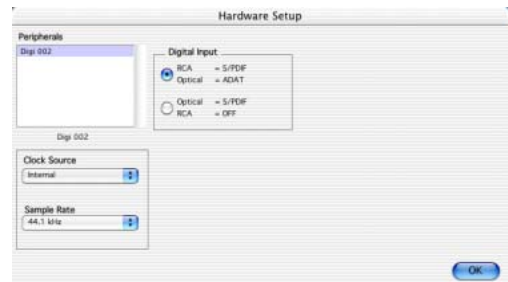 Hardware Setup
Peripherals
Digi 002
Digi 002
Digital Input
RCA = S/PDIF
Optical = ADAT
Optical = S/PDIF
RCA = OFF
Clock Source
Internal
Sample Rate
44.1 kHz
OK